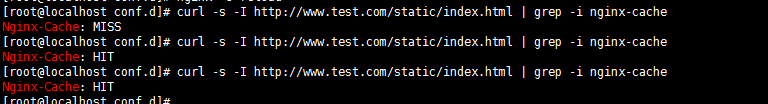 [root@localhost conf.d]# curl -s -I http://www.test.com/static/index.html | grep -i nginx-cache
Nginx-Cache: MISS
[root@localhost conf.d]# curl -s -I http://www.test.com/static/index.html | grep -i nginx-cache
Nginx-Cache: HIT
[root@localhost conf.d]# curl -s -I http://www.test.com/static/index.html | grep -i nginx-cache
Nginx-Cache: HIT
[root@localhost conf.d]#